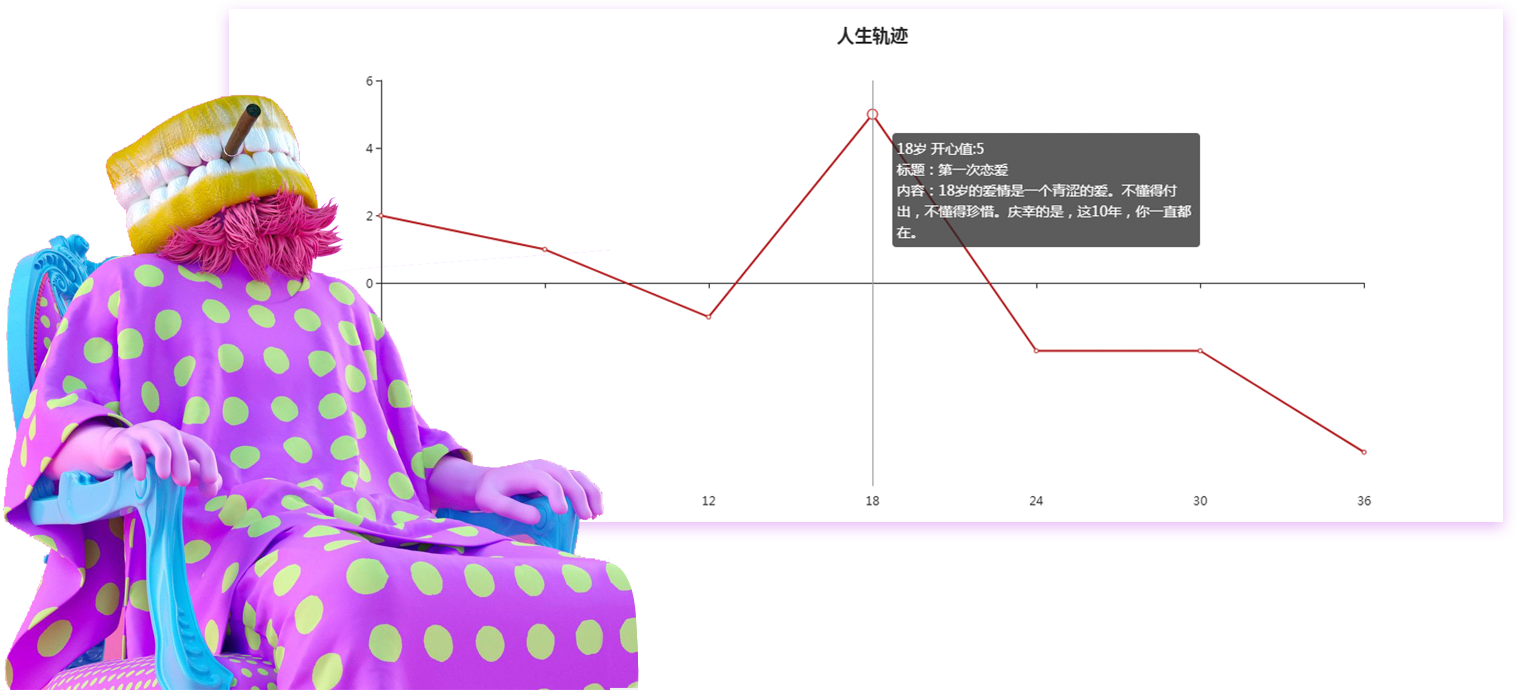 人生轨迹
6
4
2
0
18岁 开心值:5
标题：第一次恋爱
内容：18岁的爱情是一个青涩的爱。不懂得付
出，不懂得珍惜。庆幸的是，这10年，你一直都
在。
12
18
24
30
36